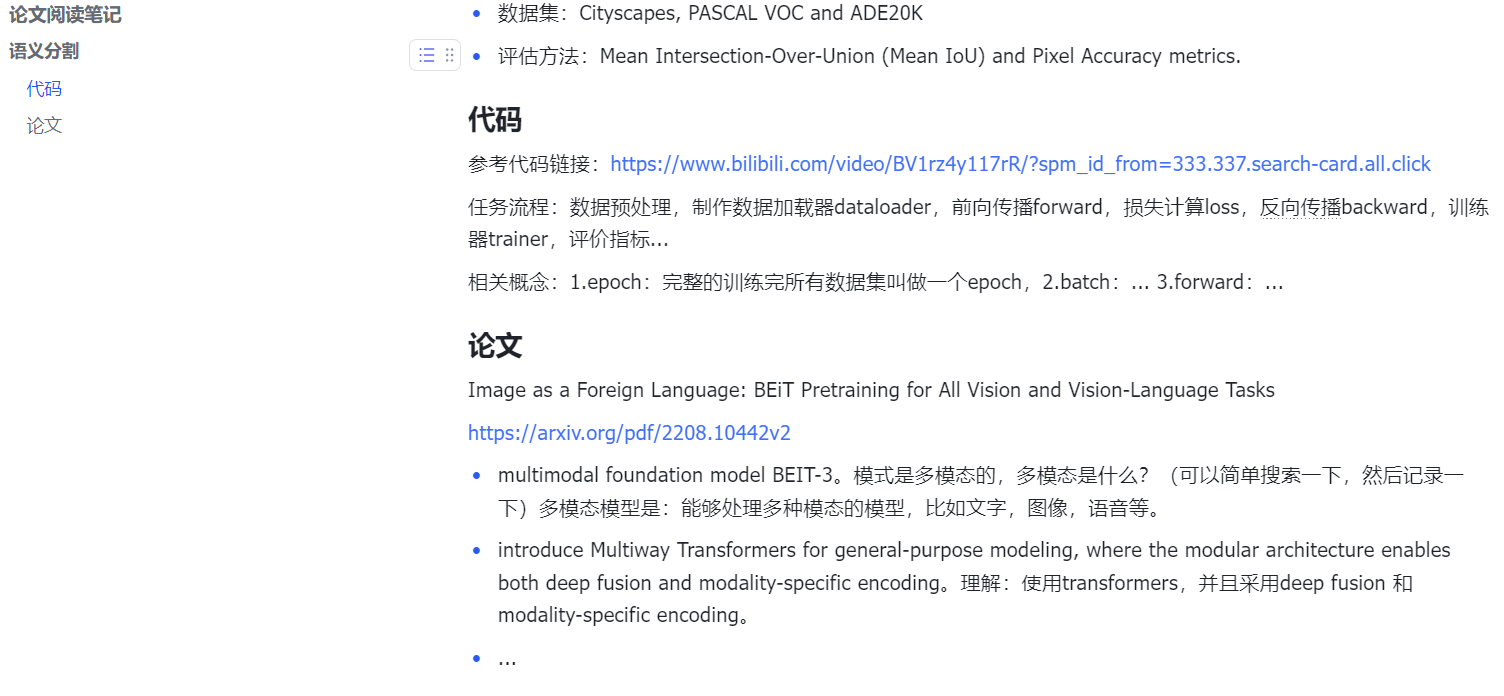 论文阅读笔记
语义分割
代码
论文
数据集：Cityscapes, PASCAL VOC and ADE20K
评估方法：Mean Intersection-Over-Union (Mean IoU) and Pixel Accuracy metrics.
代码
参考代码链接：https://www.bilibili.com/video/BV1rz4y117rR/?spm_id_from=333.337.search-card.all.click
任务流程：数据预处理，制作数据加载器dataloader，前向传播forward，损失计算loss，反向传播backward，训练
器trainer，评价指标...
相关概念：1.epoch：完整的训练完所有数据集叫做一个epoch，2.batch：... 3.forward：...
论文
Image as a Foreign Language: BEiT Pretraining for All Vision and Vision-Language Tasks
https://arxiv.org/pdf/2208.10442v2
multimodal foundation model BEIT-3。模式是多模态的，多模态是什么？（可以简单搜索一下，然后记录一
下）多模态模型是：能够处理多种模态的模型，比如文字，图像，语音等。
introduce Multiway Transformers for general-purpose modeling, where the modular architecture enables
both deep fusion and modality-specific encoding。理解：使用transformers，并且采用deep fusion 和
modality-specific encoding。
...